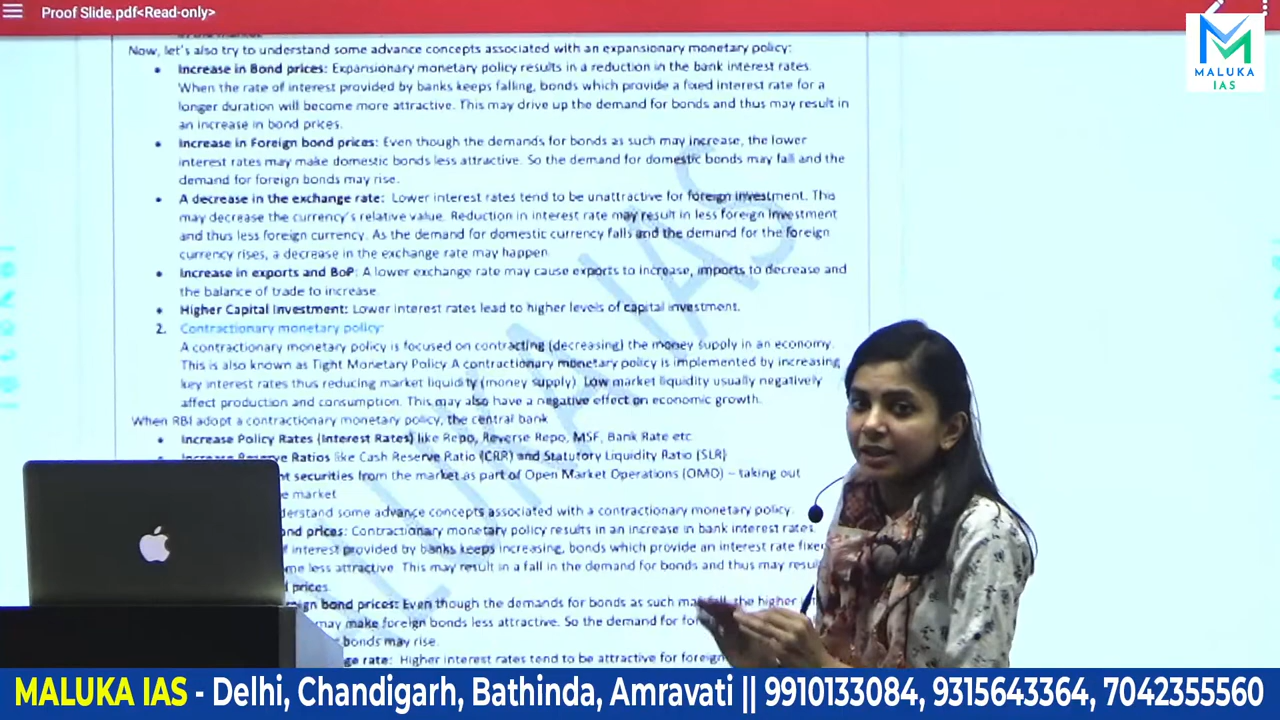 Proof Slide.pdf<Read-only>
MALUKA
IAS
Now, let's also try to understand some advance concepts associated with an expansionary monetary policy:
• Increase in Bond prices: Expansionary monetary policy results in a reduction in the bank interest rates.
When the rate of interest provided by banks keeps falling, bonds which provide a fixed interest rate for a
longer duration will become more attractive. This may drive up the demand for bonds and thus may result in
an increase in bond prices.
• Increase in Foreign bond prices: Even though the demands for bonds as such may increase, the lower
interest rates may make domestic bonds less attractive. So the demand for domestic bonds may fall and the
demand for foreign bonds may rise.
• A decrease in the exchange rate: Lower interest rates tend to be unattractive for foreign investment. This
may decrease the currency's relative value. Reduction in interest rate may result in less foreign investment
and thus less foreign currency. As the demand for domestic currency falls and the demand for the foreign
currency rises, a decrease in the exchange rate may happen.
• Increase in exports and BoP: A lower exchange rate may cause exports to increase, imports to decrease and
the balance of trade to increase.
• Higher Capital Investment: Lower interest rates lead to higher levels of capital investment.
2. Contractionary monetary policy:
A contractionary monetary policy is focused on contracting (decreasing) the money supply in an economy.
This is also known as Tight Monetary Policy A contractionary monetary policy is implemented by increasing
key interest rates thus reducing market liquidity (money supply). Low market liquidity usually negatively
affect production and consumption. This may also have a negative effect on economic growth.
When RBI adopt a contractionary monetary policy, the central bank
• Increase Policy Rates (Interest Rates) like Repo, Reverse Repo, MSF, Bank Rate etc
Increase Reserve Ratios like Cash Reserve Ratio (CRR) and Statutory Liquidity Ratio (SLR)
securities from the market as part of Open Market Operations (OMO) – taking out
market
some advance concepts associated with a contractionary monetary policy.
prices: Contractionary monetary policy results in an increase in bank interest rates.
interest provided by banks keeps increasing, bonds which provide an interest rate
less attractive. This may result in a fall in the demand for bonds and thus may
prices.
bond prices: Even though the demands for bonds as such may fall, the higher
may make foreign bonds less attractive. So the demand for
bonds may rise.
rate: Higher interest rates tend to be attractive for foreign
MALUKA IAS
MALUKA IAS - Delhi, Chandigarh, Bathinda, Amravati || 9910133084, 9315643364, 7042355560